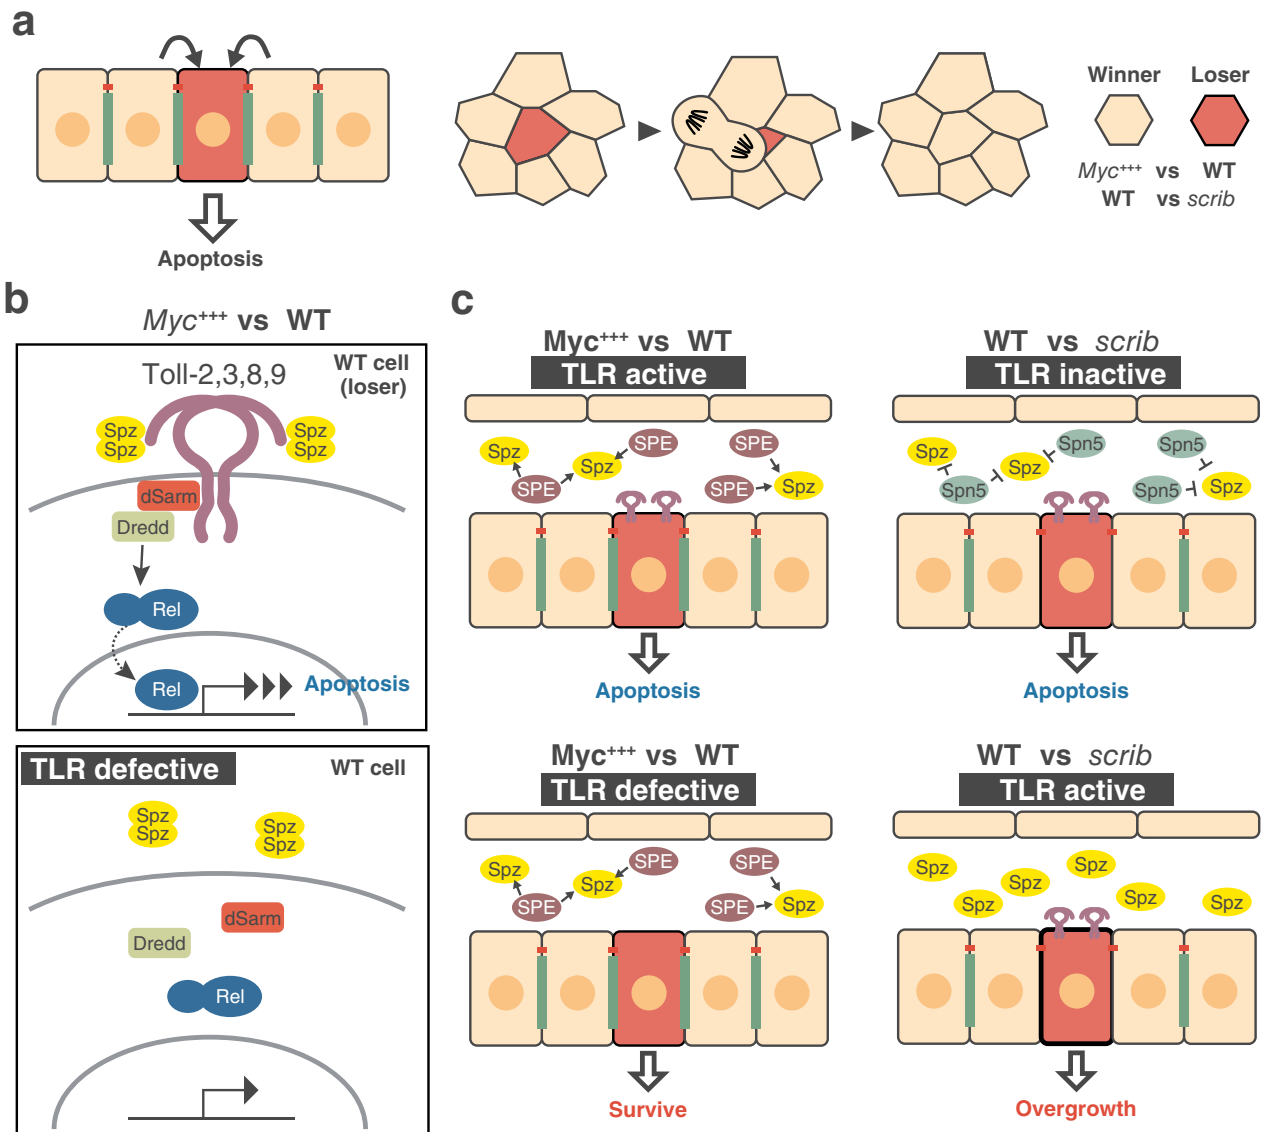 a
Apoptosis
Winner Loser
Myc+++ vs WT
WT vs scrib
b
Myc+++ vs WT
WT cell
(loser)
Toll-2,3,8,9
Spz
Spz
Spz
Spz
dSarm
Dredd
Rel
Rel
Apoptosis
TLR defective
WT cell
Spz
Spz
Spz
Spz
dSarm
Dredd
Rel
c
Myc+++ vs WT
TLR active
Spz
SPE
Spz
SPE
SPE
SPE
Spz
Apoptosis
WT vs scrib
TLR inactive
Spz
Spn5
Spz
Spn5
Spn5
Spn5
Spz
Apoptosis
Myc+++ vs WT
TLR defective
Spz
SPE
Spz
SPE
SPE
SPE
Spz
Survive
WT vs scrib
TLR active
Spz
Spz
Spz
Spz
Spz
Spz
Overgrowth